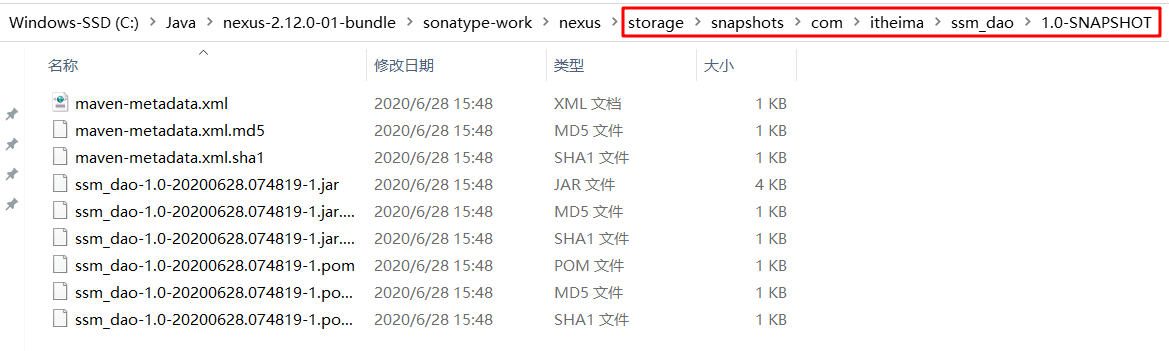 Windows-SSD (C:) › Java › nexus-2.12.0-01-bundle › sonatype-work › nexus › storage › snapshots › com › itheima › ssm_dao › 1.0-SNAPSHOT
名称 修改日期 类型 大小
maven-metadata.xml 2020/6/28 15:48 XML 文档 1 KB
maven-metadata.xml.md5 2020/6/28 15:48 MD5 文件 1 KB
maven-metadata.xml.sha1 2020/6/28 15:48 SHA1 文件 1 KB
ssm_dao-1.0-20200628.074819-1.jar 2020/6/28 15:48 JAR 文件 4 KB
ssm_dao-1.0-20200628.074819-1.jar.... 2020/6/28 15:48 MD5 文件 1 KB
ssm_dao-1.0-20200628.074819-1.jar.... 2020/6/28 15:48 SHA1 文件 1 KB
ssm_dao-1.0-20200628.074819-1.pom 2020/6/28 15:48 POM 文件 1 KB
ssm_dao-1.0-20200628.074819-1.po... 2020/6/28 15:48 MD5 文件 1 KB
ssm_dao-1.0-20200628.074819-1.po... 2020/6/28 15:48 SHA1 文件 1 KB